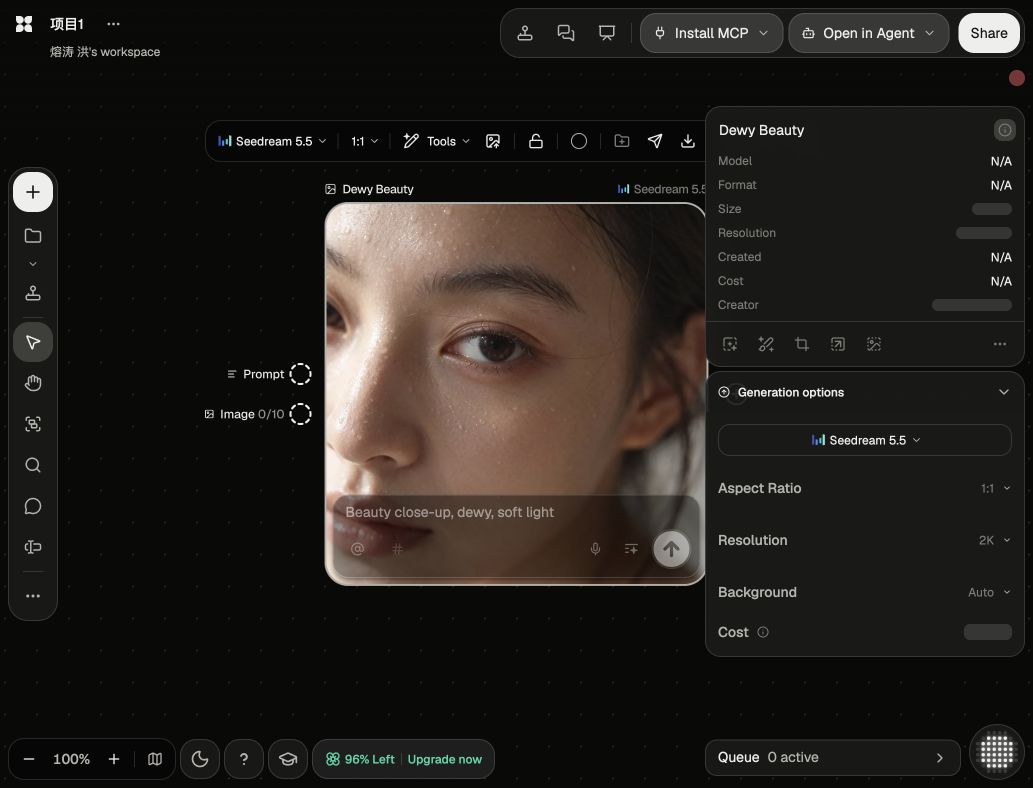 项目1
熔涛 洪's workspace
Install MCP
Open in Agent
Share
Seedream 5.5
1:1
Tools
Dewy Beauty
Seedream 5.5
Prompt
Image 0/10
Beauty close-up, dewy, soft light
@
#
Dewy Beauty
Model N/A
Format N/A
Size
Resolution
Created N/A
Cost N/A
Creator
Generation options
Seedream 5.5
Aspect Ratio 1:1
Resolution 2K
Background Auto
Cost
100%
?
96% Left
Upgrade now
Queue 0 active